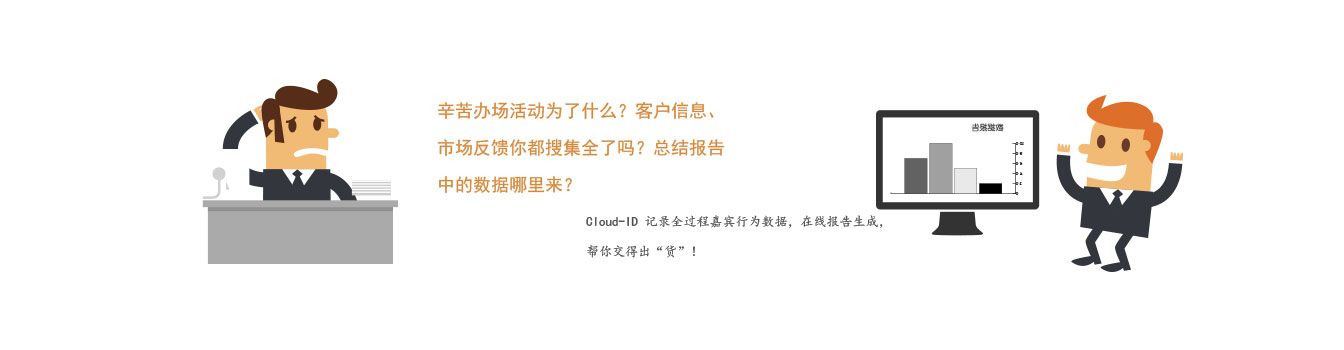 辛苦办场活动为了什么？客户信息、
市场反馈你都搜集全了吗？总结报告
中的数据哪里来？
Cloud-ID 记录全过程嘉宾行为数据，在线报告生成，
帮你交得出“货”！